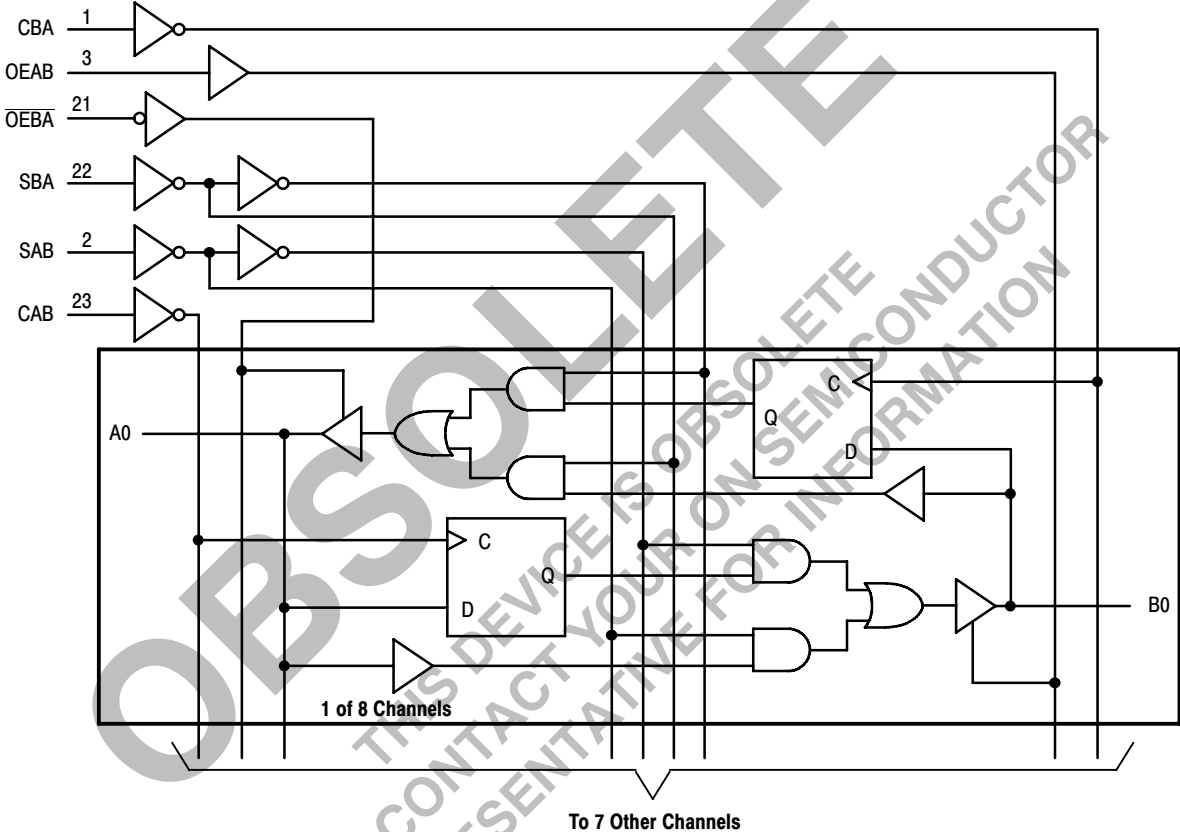 CBA 1
OEAB 3
OEBA 21
SBA 22
SAB 2
CAB 23
C
Q
D
A0
C
Q
D
B0
1 of 8 Channels
To 7 Other Channels
OBSOLETE
THIS DEVICE IS OBSOLETE
CONTACT YOUR ON SEMICONDUCTOR
FOR INFORMATION